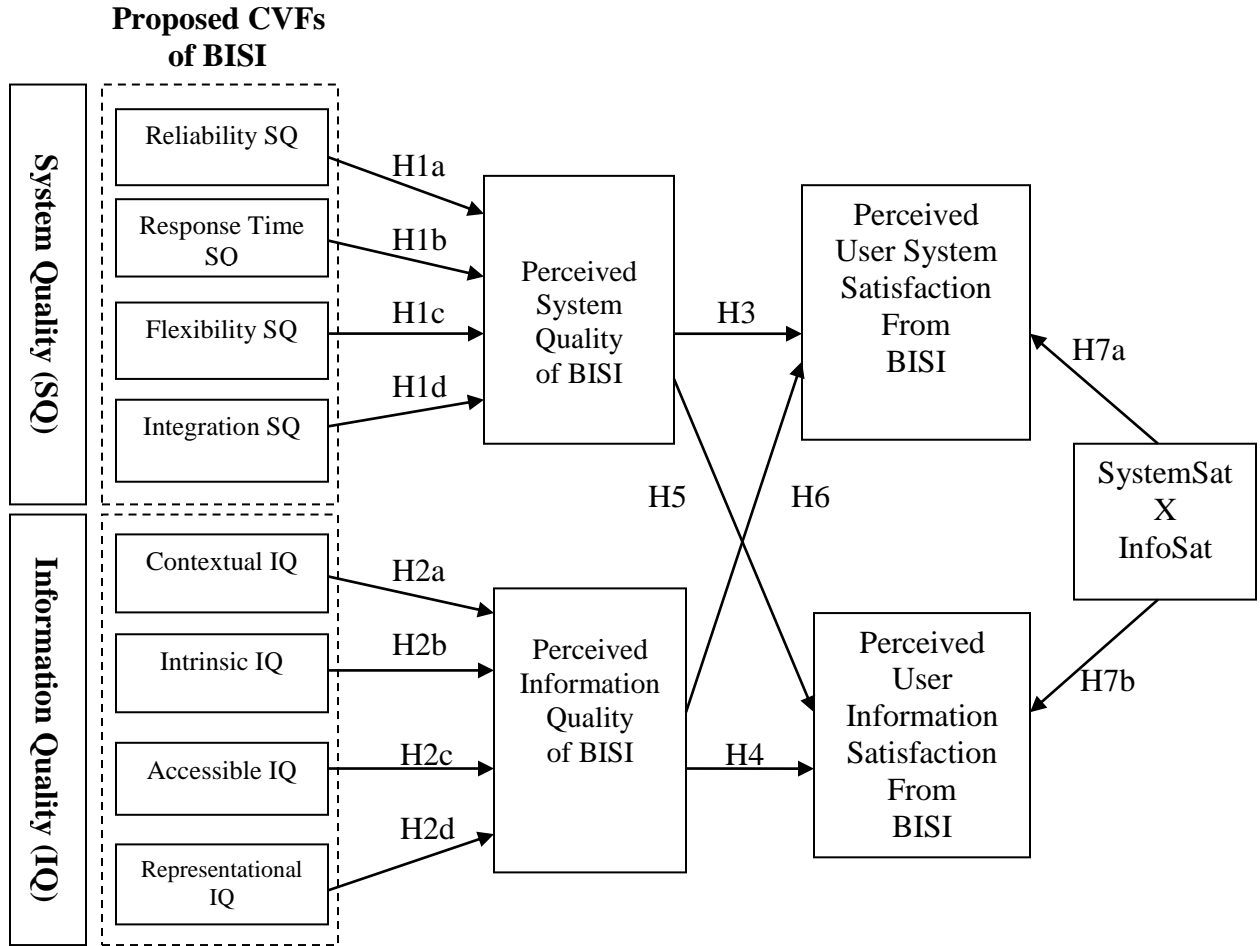 Proposed CVFs
of BISI
System Quality (SQ)
Reliability SQ
Response Time
SO
Flexibility SQ
Integration SQ
H1a
H1b
H1c
H1d
Perceived
System
Quality
of BISI
H3
H5
H6
Perceived
User System
Satisfaction
From
BISI
H7a
SystemSat
X
InfoSat
H7b
Information Quality (IQ)
Contextual IQ
Intrinsic IQ
Accessible IQ
Representational
IQ
H2a
H2b
H2c
H2d
Perceived
Information
Quality
of BISI
H4
Perceived
User
Information
Satisfaction
From
BISI